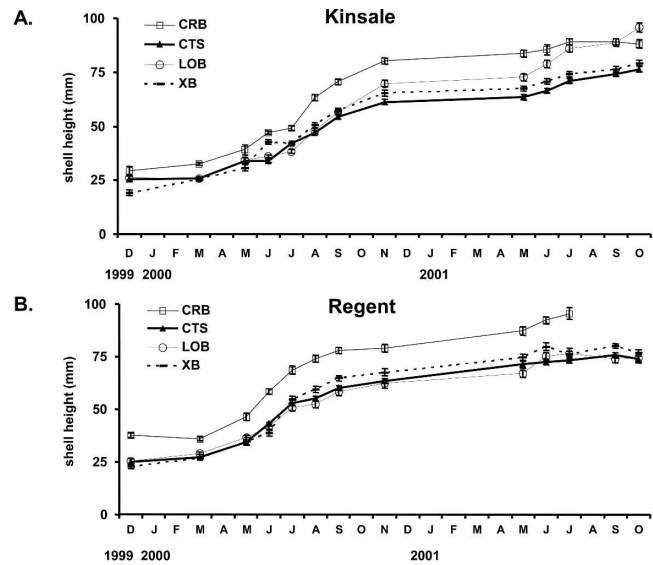 A.
Kinsale
100
75
50
25
0
shell height (mm)
CRB
CTS
LOB
XB
D J F M A M J J A S O N D J F M A M J J A S O
1999 2000 2001
B.
Regent
100
75
50
25
0
shell height (mm)
CRB
CTS
LOB
XB
D J F M A M J J A S O N D J F M A M J J A S O
1999 2000 2001